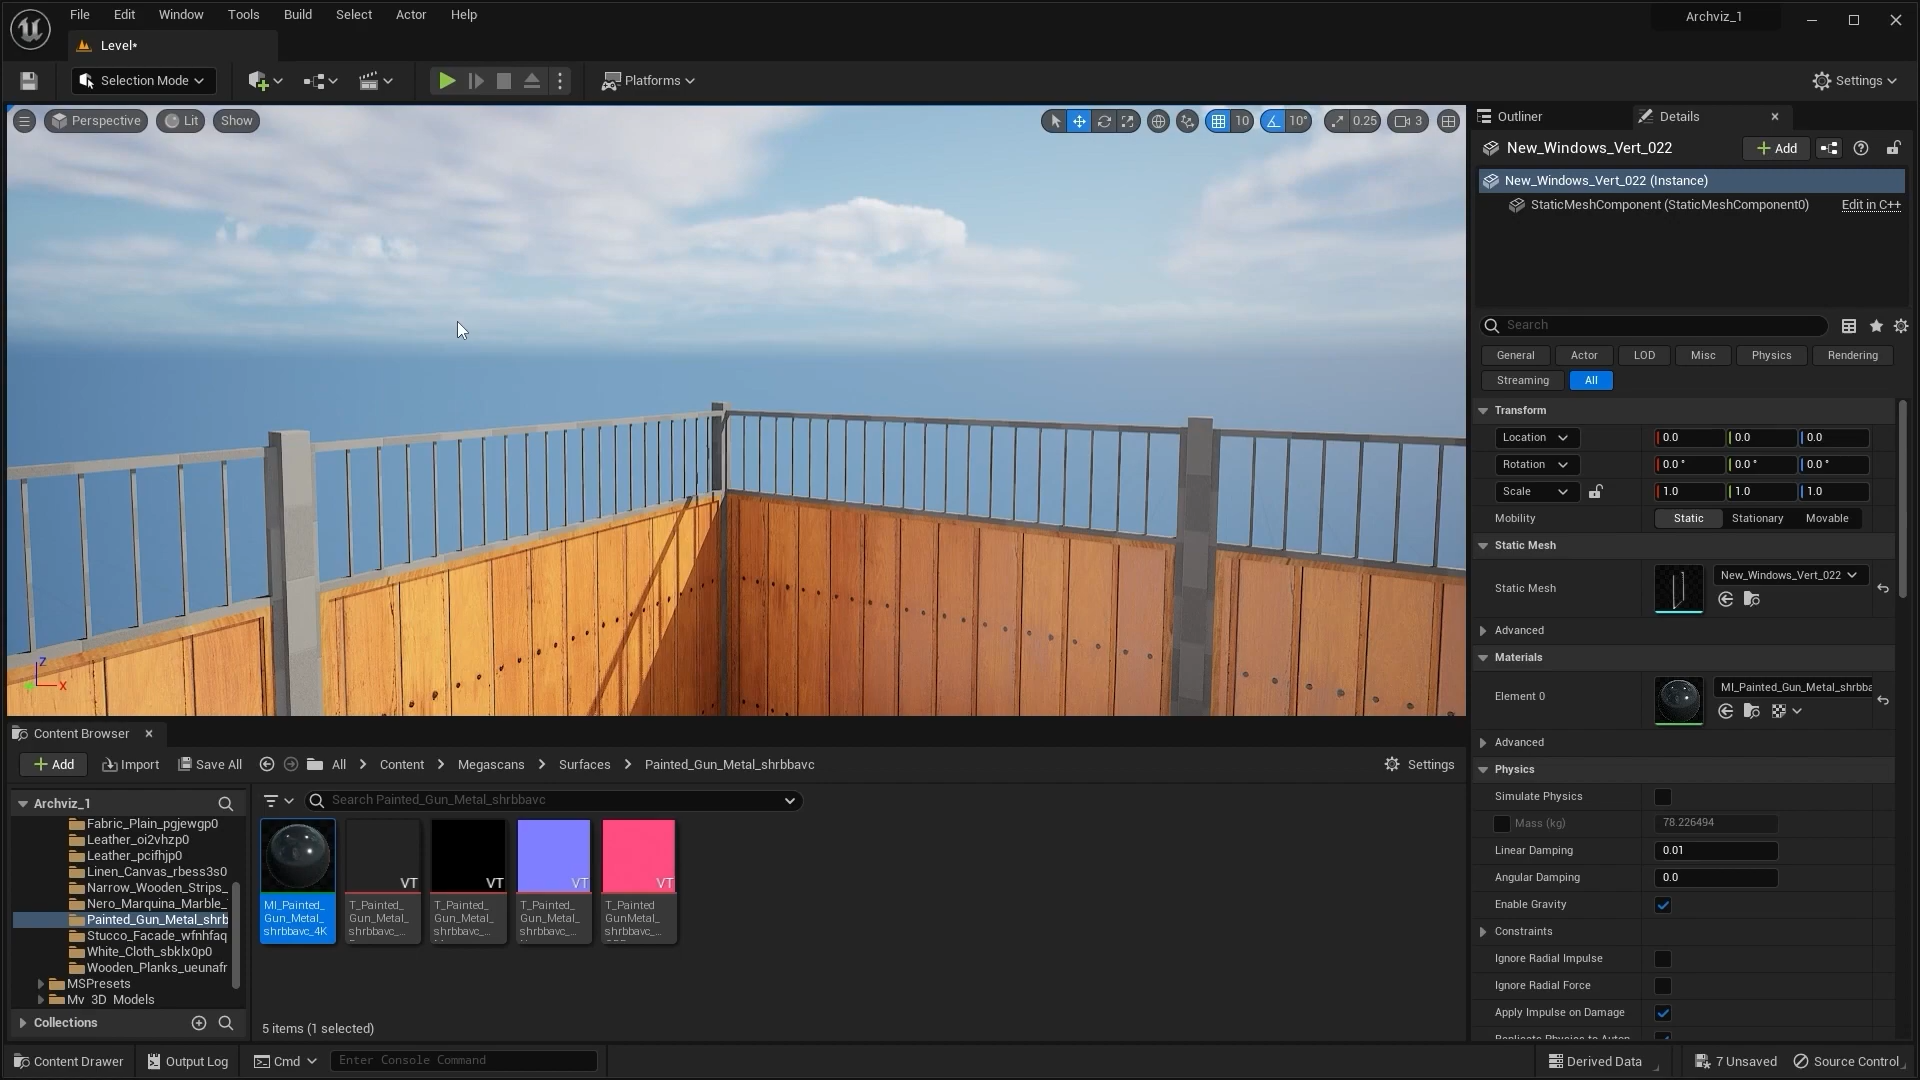 File Edit Window Tools Build Select Actor Help
Archviz_1
Level*
Selection Mode
Platforms
Settings
Perspective Lit Show
10 10° 0.25 3
Outliner Details
New_Windows_Vert_022 Add
New_Windows_Vert_022 (Instance)
StaticMeshComponent (StaticMeshComponent0) Edit in C++
Search
General Actor LOD Misc Physics Rendering
Streaming All
Transform
Location 0.0 0.0 0.0
Rotation 0.0 ° 0.0 ° 0.0 °
Scale 1.0 1.0 1.0
Mobility Static Stationary Movable
Static Mesh
Static Mesh New_Windows_Vert_022
Advanced
Materials
Element 0 MI_Painted_Gun_Metal_shrbba
Advanced
Physics
Simulate Physics
Mass (kg) 78.226494
Linear Damping 0.01
Angular Damping 0.0
Enable Gravity
Constraints
Ignore Radial Impulse
Ignore Radial Force
Apply Impulse on Damage
Z
X
Content Browser
Add Import Save All All Content Megascans Surfaces Painted_Gun_Metal_shrbbavc Settings
Archviz_1
Search Painted_Gun_Metal_shrbbavc
Fabric_Plain_pgjewgp0
Leather_oi2vhzp0
Leather_pcifhjp0
Linen_Canvas_rbess3s0
Narrow_Wooden_Strips_
Nero_Marquina_Marble_
Painted_Gun_Metal_shrb
Stucco_Facade_wfnhfaq
White_Cloth_sbklx0p0
Wooden_Planks_ueunafr
MSPresets
My_3D_Models
Collections
VT VT VT VT
MI_Painted_
Gun_Metal_
shrbbavc_4K
T_Painted_
Gun_Metal_
shrbbavc_...
T_Painted_
Gun_Metal_
shrbbavc_...
T_Painted_
Gun_Metal_
shrbbavc_...
T_Painted
GunMetal_
shrbbavc_...
5 items (1 selected)
Content Drawer Output Log Cmd Enter Console Command
Derived Data 7 Unsaved Source Control